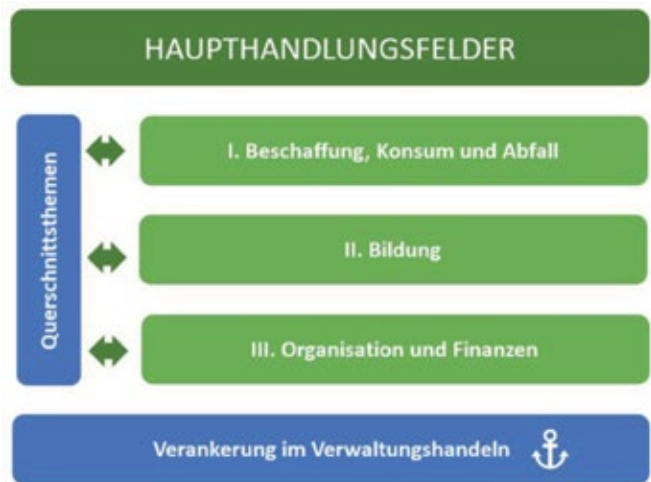 HAUPTHANDLUNGSFELDER
Querschnittsthemen
I. Beschaffung, Konsum und Abfall
II. Bildung
III. Organisation und Finanzen
Verankerung im Verwaltungshandeln